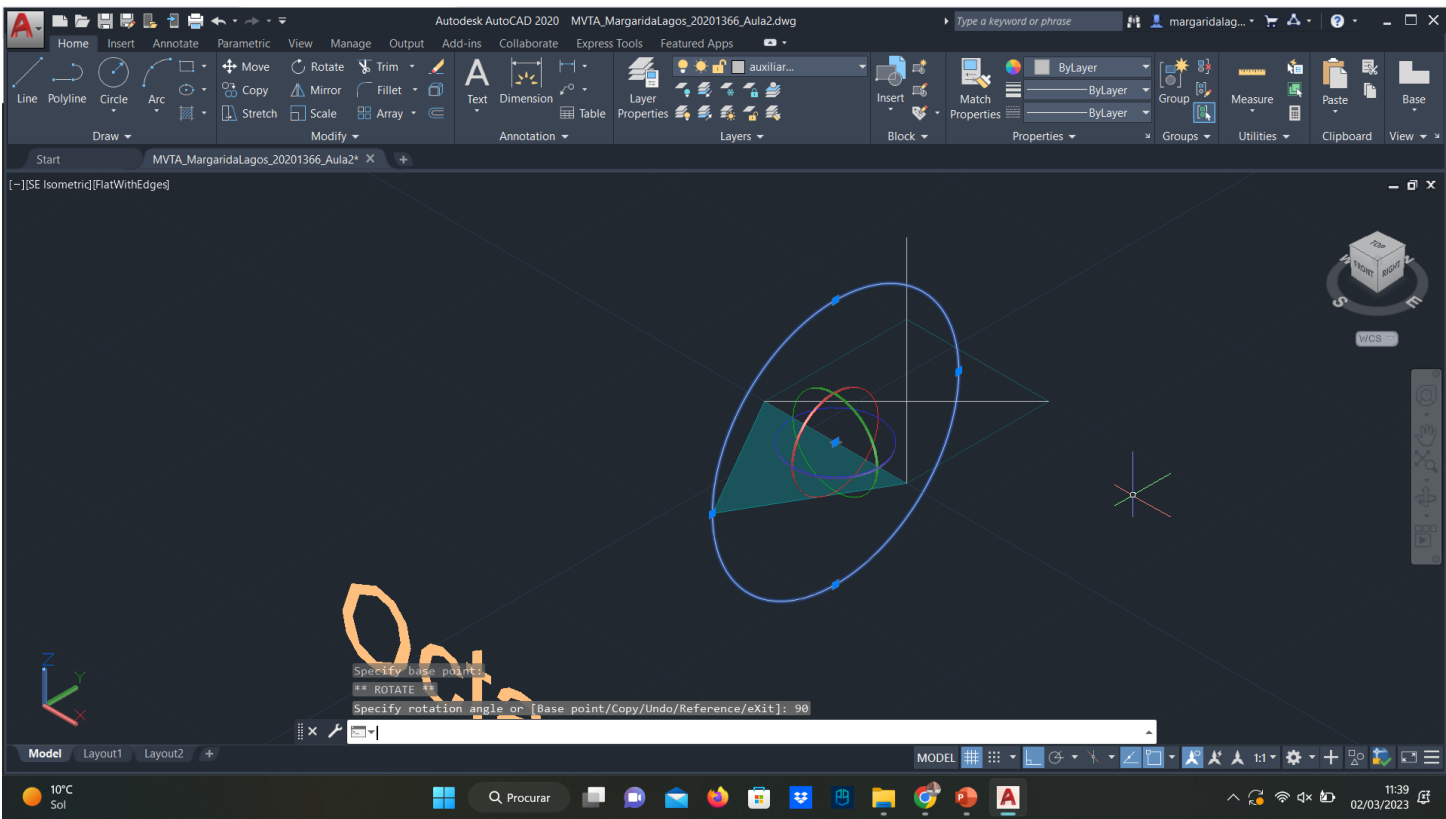 Autodesk AutoCAD 2020 MVTA_MargaridaLagos_20201366_Aula2.dwg
Type a keyword or phrase
margaridalag...
Home Insert Annotate Parametric View Manage Output Add-ins Collaborate Express Tools Featured Apps
Line Polyline Circle Arc
Move Rotate Trim
Copy Mirror Fillet
Stretch Scale Array
Text Dimension
Table
Layer Properties
auxiliar...
Insert
Match Properties
ByLayer
ByLayer
ByLayer
Group
Measure
Paste
Base
Draw Modify Annotation Layers Block Properties Groups Utilities Clipboard View
Start MVTA_MargaridaLagos_20201366_Aula2*
[−][SE Isometric][FlatWithEdges]
TOP
FRONT RIGHT
W N
S E
WCS
Z
Y
X
Specify base point:
** ROTATE **
Specify rotation angle or [Base point/Copy/Undo/Reference/eXit]: 90
Model Layout1 Layout2
MODEL
1:1
10°C
Sol
Procurar
11:39
02/03/2023